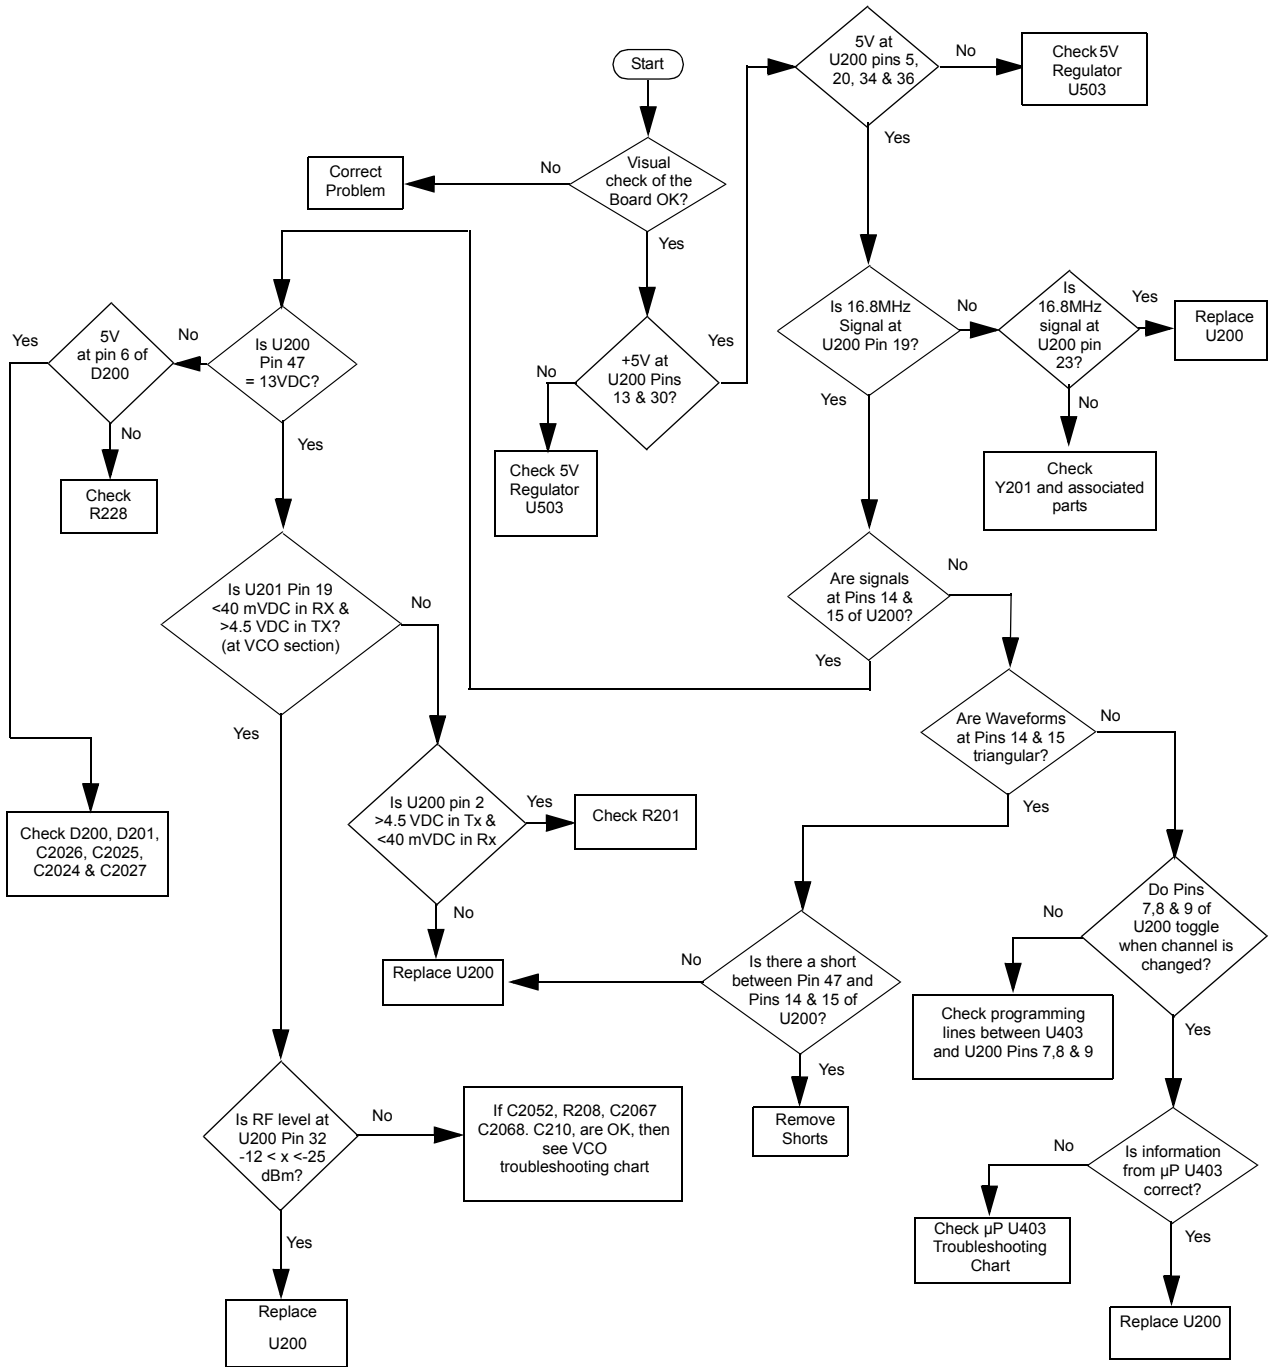 Start
Visual
check of the
Board OK?
No
Correct
Problem
Yes
+5V at
U200 Pins
13 & 30?
No
Check 5V
Regulator
U503
Yes
5V at
U200 pins 5,
20, 34 & 36
No
Check 5V
Regulator
U503
Yes
Is 16.8MHz
Signal at
U200 Pin 19?
No
Is
16.8MHz
signal at
U200 pin
23?
Yes
Replace
U200
No
Check
Y201 and associated
parts
Yes
Are signals
at Pins 14 &
15 of U200?
No
Yes
Is U200
Pin 47
= 13VDC?
No
5V
at pin 6 of
D200
Yes
No
Check
R228
Check D200, D201,
C2026, C2025,
C2024 & C2027
Yes
Is U201 Pin 19
<40 mVDC in RX &
>4.5 VDC in TX?
(at VCO section)
No
Yes
Is U200 pin 2
>4.5 VDC in Tx &
<40 mVDC in Rx
Yes
Check R201
No
Replace U200
Are Waveforms
at Pins 14 & 15
triangular?
No
Yes
Is there a short
between Pin 47 and
Pins 14 & 15 of
U200?
No
Yes
Remove
Shorts
Do Pins
7,8 & 9 of
U200 toggle
when channel is
changed?
No
Check programming
lines between U403
and U200 Pins 7,8 & 9
Yes
Is information
from µP U403
correct?
No
Check µP U403
Troubleshooting
Chart
Yes
Replace U200
Is RF level at
U200 Pin 32
-12 < x <-25
dBm?
No
If C2052, R208, C2067
C2068. C210, are OK, then
see VCO
troubleshooting chart
Yes
Replace
U200